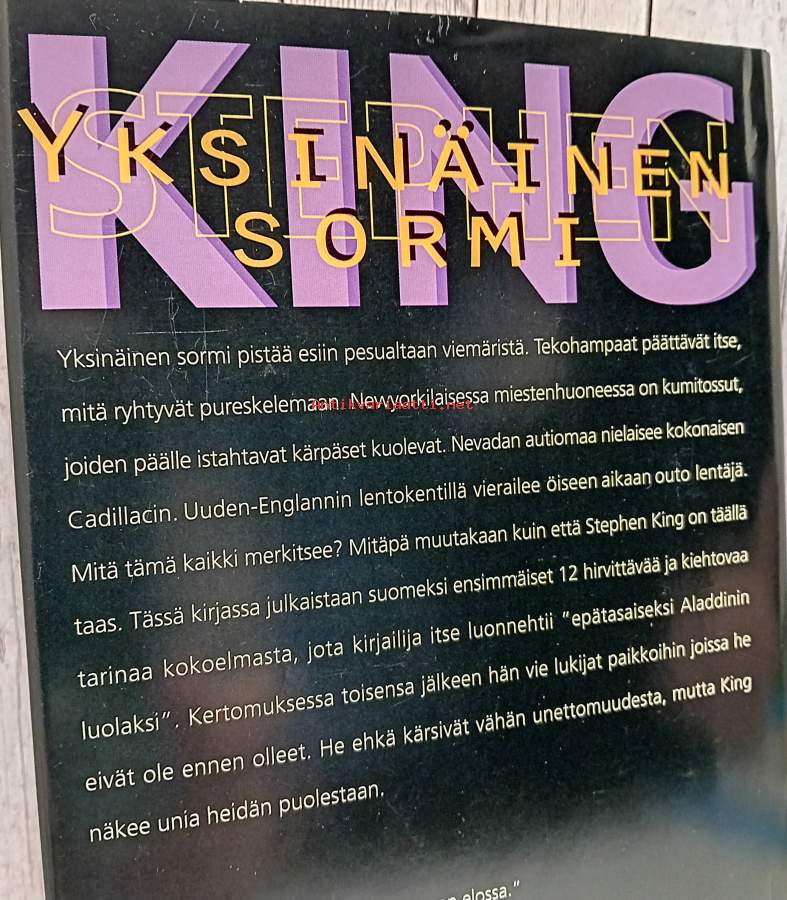 STEPHEN KING
YKSINÄINEN
SORMI
Yksinäinen sormi pistää esiin pesualtaan viemäristä. Tekohampaat päättävät itse,
mitä ryhtyvät pureskelemaan. Newyorkilaisessa miestenhuoneessa on kumitossut,
joiden päälle istahtavat kärpäset kuolevat. Nevadan autiomaa nielaisee kokonaisen
Cadillacin. Uuden-Englannin lentokentillä vierailee öiseen aikaan outo lentäjä.
Mitä tämä kaikki merkitsee? Mitäpä muutakaan kuin että Stephen King on täällä
taas. Tässä kirjassa julkaistaan suomeksi ensimmäiset 12 hirvittävää ja kiehtovaa
tarinaa kokoelmasta, jota kirjailija itse luonnehtii ”epätasaiseksi Aladdinin
luolaksi”. Kertomuksessa toisensa jälkeen hän vie lukijat paikkoihin joissa he
eivät ole ennen olleet. He ehkä kärsivät vähän unettomuudesta, mutta King
näkee unia heidän puolestaan.
elossa.”
Antikvariaatti.net